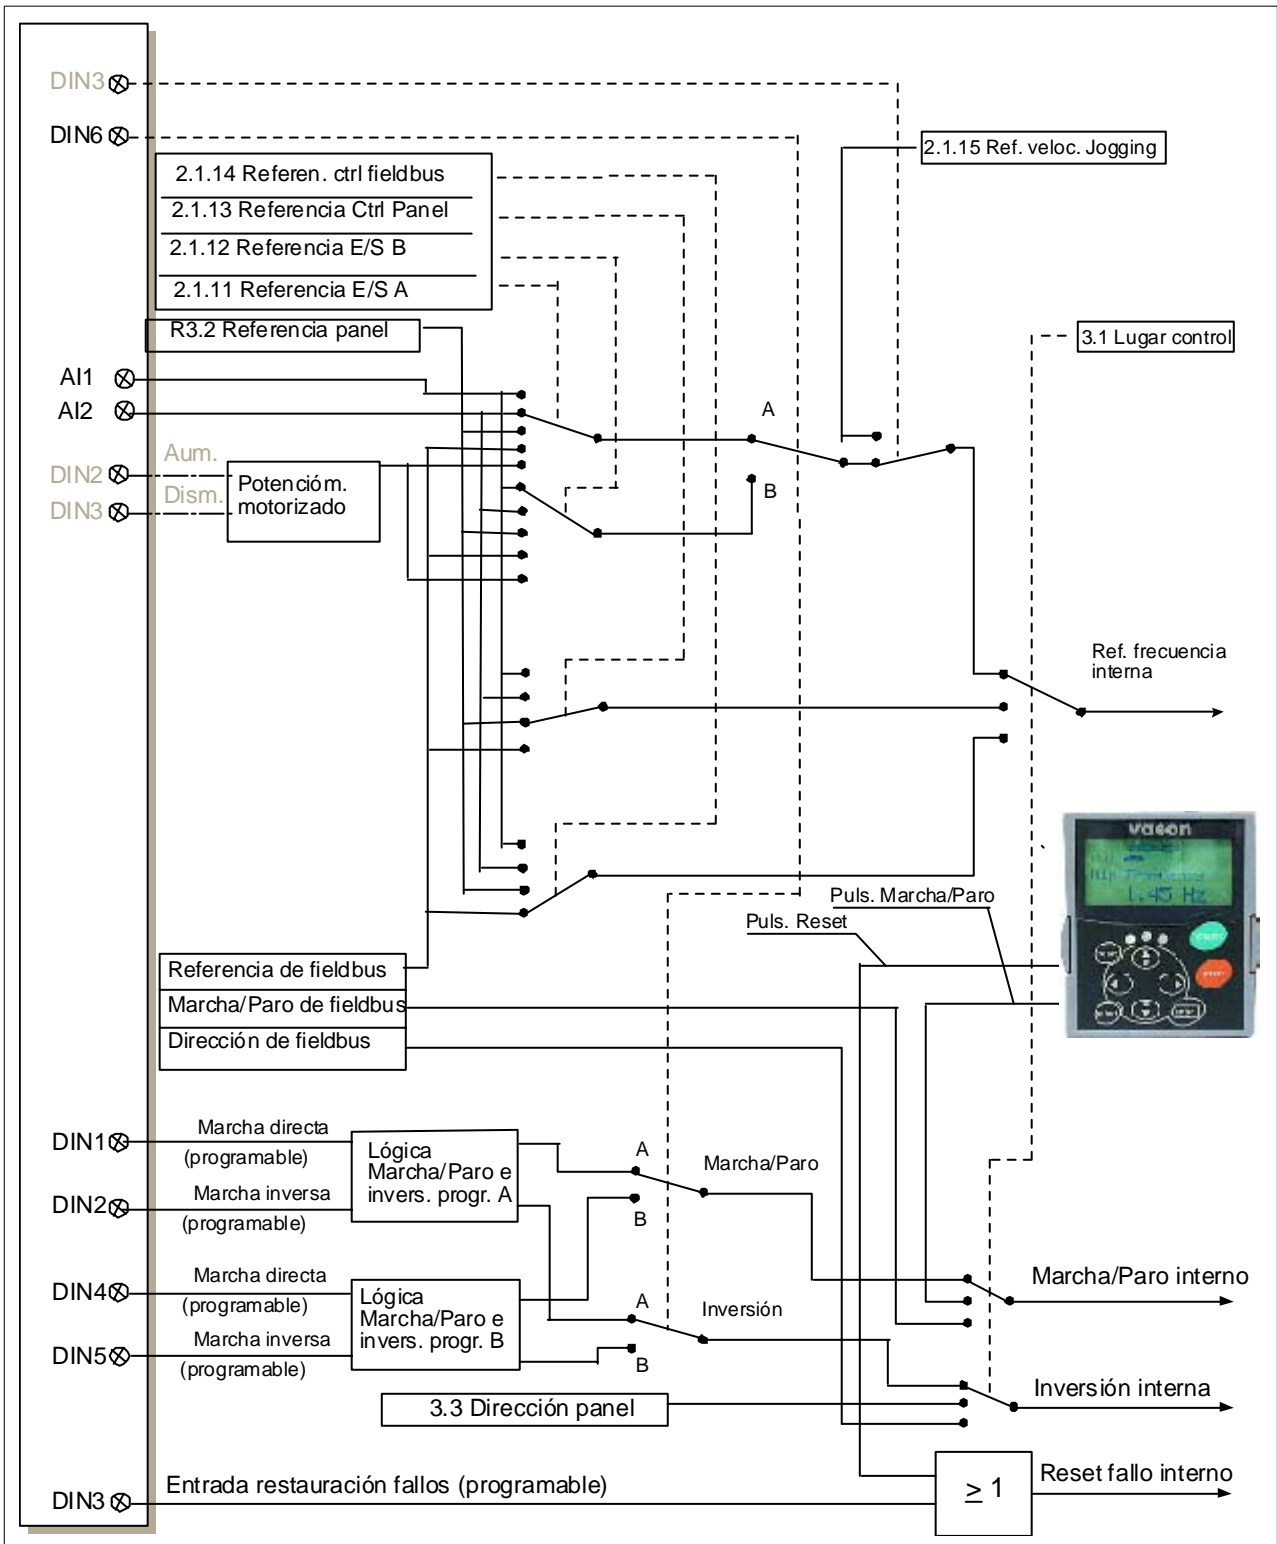 DIN3
DIN6
2.1.15 Ref. veloc. Jogging
2.1.14 Referen. ctrl fieldbus
2.1.13 Referencia Ctrl Panel
2.1.12 Referencia E/S B
2.1.11 Referencia E/S A
R3.2 Referencia panel
3.1 Lugar control
AI1
AI2
A
B
DIN2
Aum.
DIN3
Dism.
Potencióm.
motorizado
Ref. frecuencia
interna
vacon
1.45 Hz
Puls. Marcha/Paro
Puls. Reset
Referencia de fieldbus
Marcha/Paro de fieldbus
Dirección de fieldbus
DIN1
Marcha directa
(programable)
DIN2
Marcha inversa
(programable)
Lógica
Marcha/Paro e
invers. progr. A
A
B
Marcha/Paro
DIN4
Marcha directa
(programable)
DIN5
Marcha inversa
(programable)
Lógica
Marcha/Paro e
invers. progr. B
A
B
Inversión
Marcha/Paro interno
Inversión interna
3.3 Dirección panel
DIN3
Entrada restauración fallos (programable)
≥ 1
Reset fallo interno